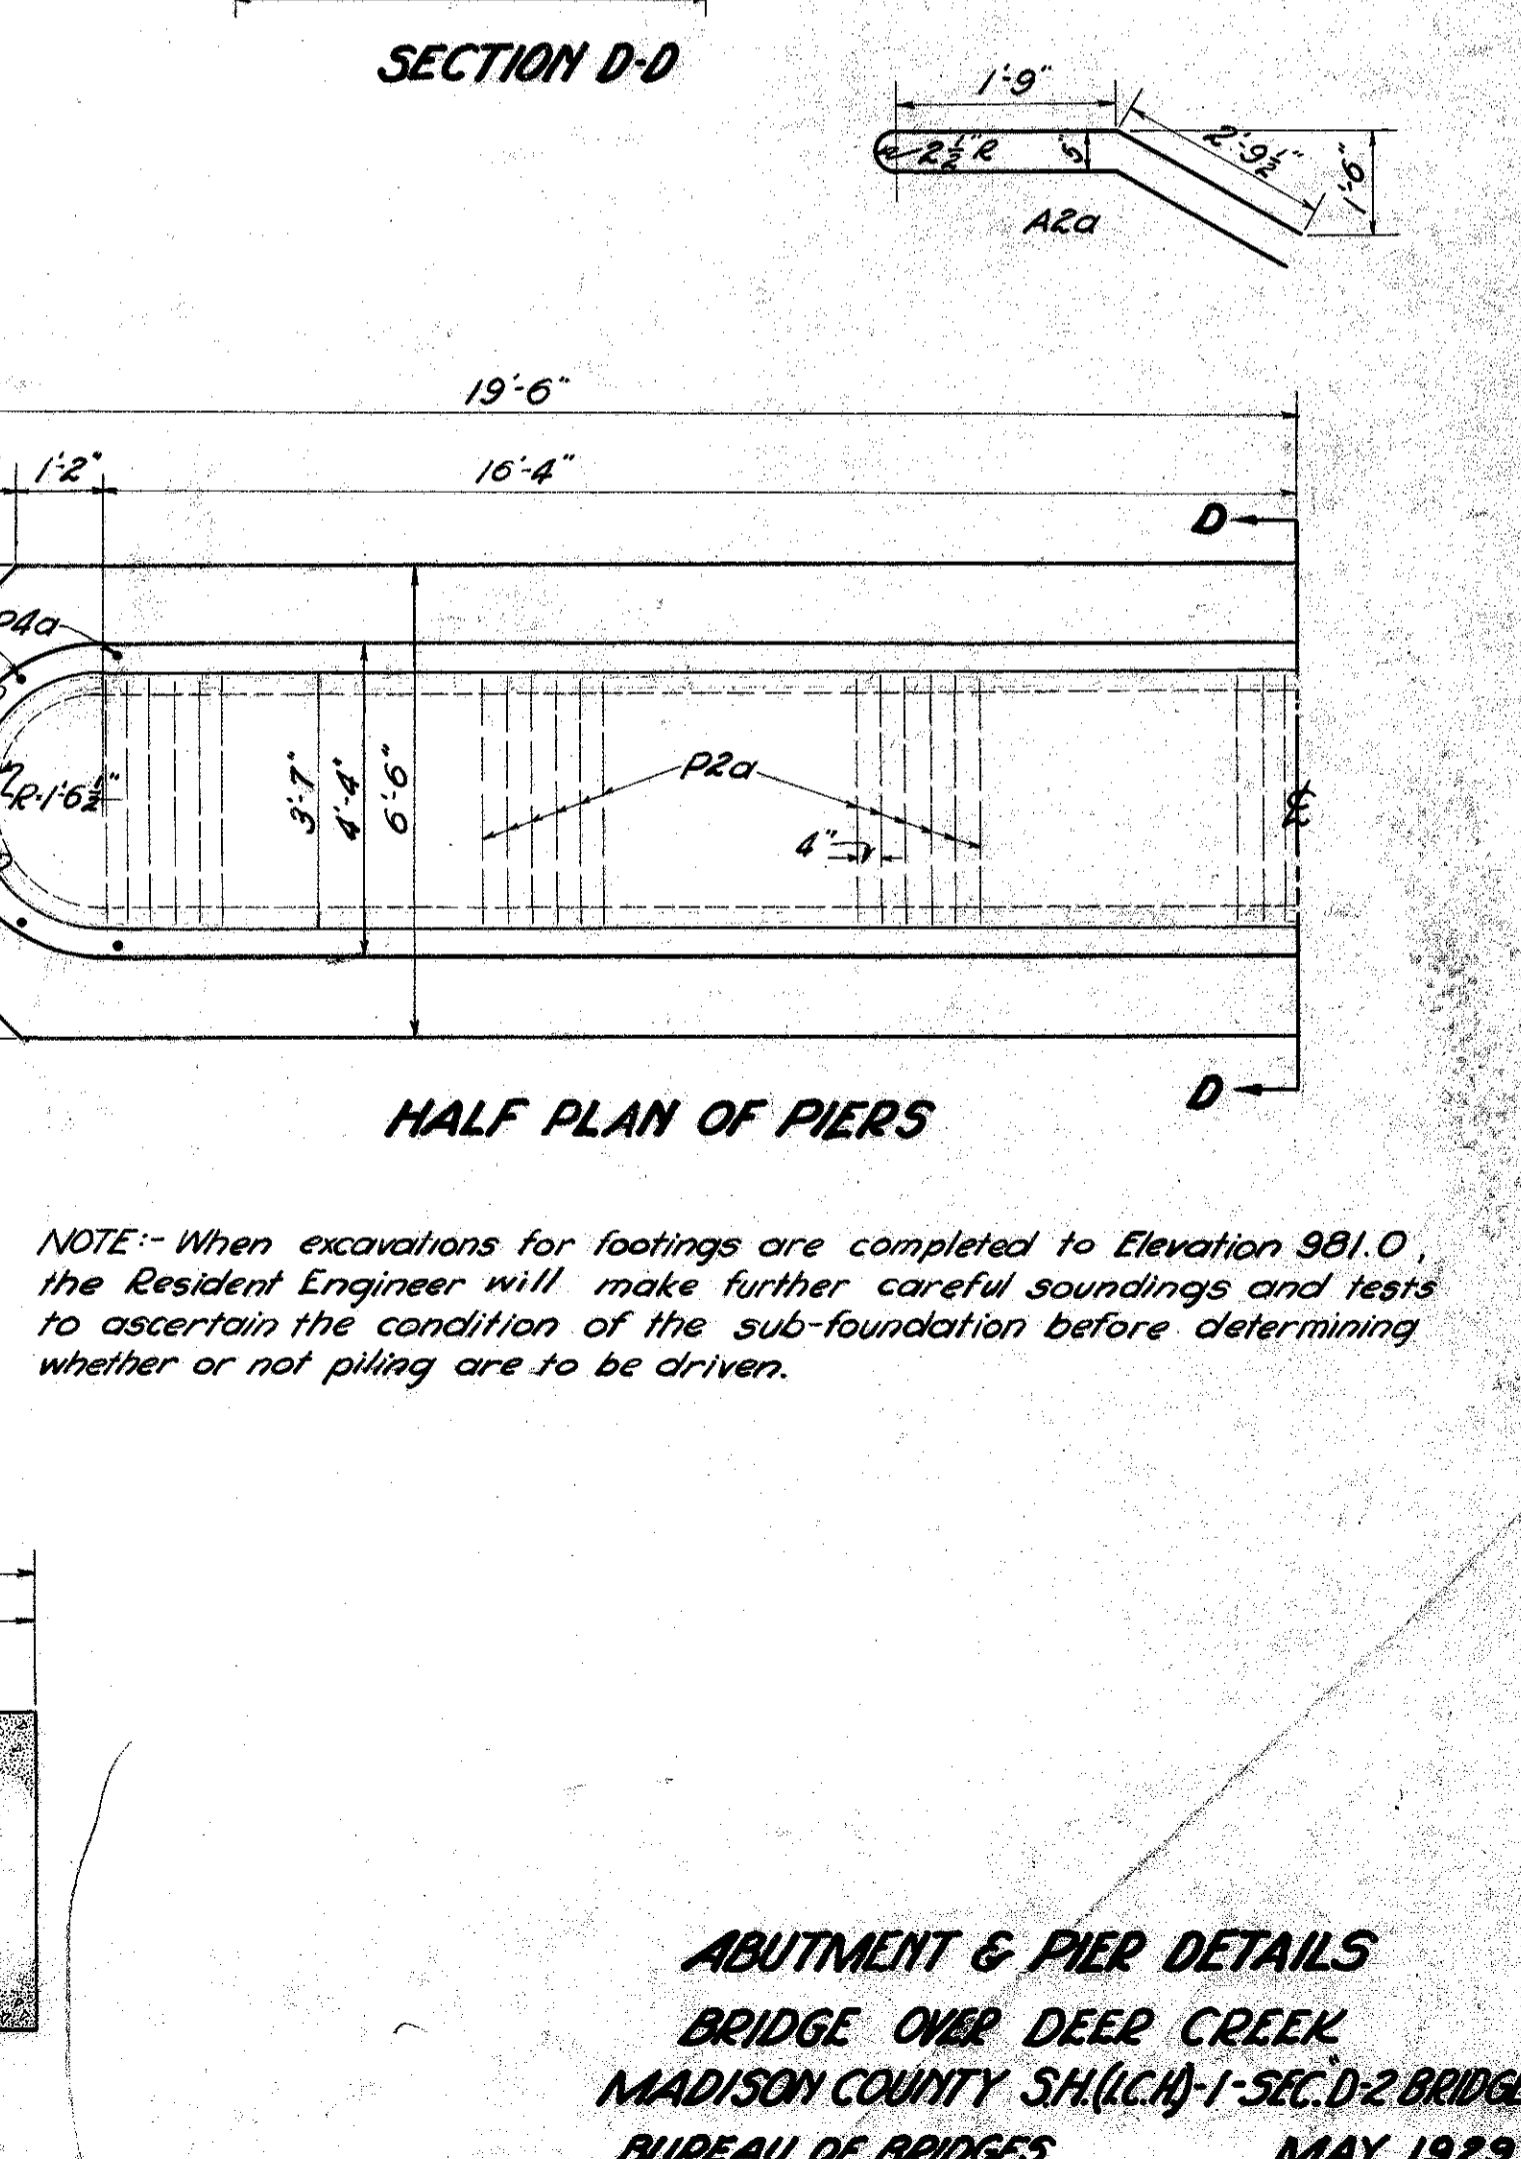 SECTION D-D
1'-9"
2½"R
5"
2'-9½"
1'-6"
A2a
19'-6"
1'-2"
16'-4"
D
P4a
R=1'-6½"
3'-7"
4'-4"
6'-6"
P2a
4"
℄
D
HALF PLAN OF PIERS
NOTE:- When excavations for footings are completed to Elevation 981.0,
the Resident Engineer will make further careful soundings and tests
to ascertain the condition of the sub-foundation before determining
whether or not piling are to be driven.
ABUTMENT & PIER DETAILS
BRIDGE OVER DEER CREEK
MADISON COUNTY S.H.(I.C.H)-1-SEC.D-2 BRIDGE
BUREAU OF BRIDGES MAY 1929